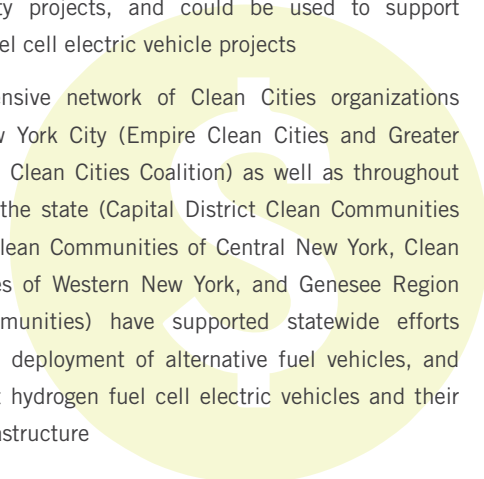 ty projects, and could be used to support
el cell electric vehicle projects
nsive network of Clean Cities organizations
w York City (Empire Clean Cities and Greater
Clean Cities Coalition) as well as throughout
the state (Capital District Clean Communities
lean Communities of Central New York, Clean
es of Western New York, and Genesee Region
munities) have supported statewide efforts
deployment of alternative fuel vehicles, and
t hydrogen fuel cell electric vehicles and their
astructure